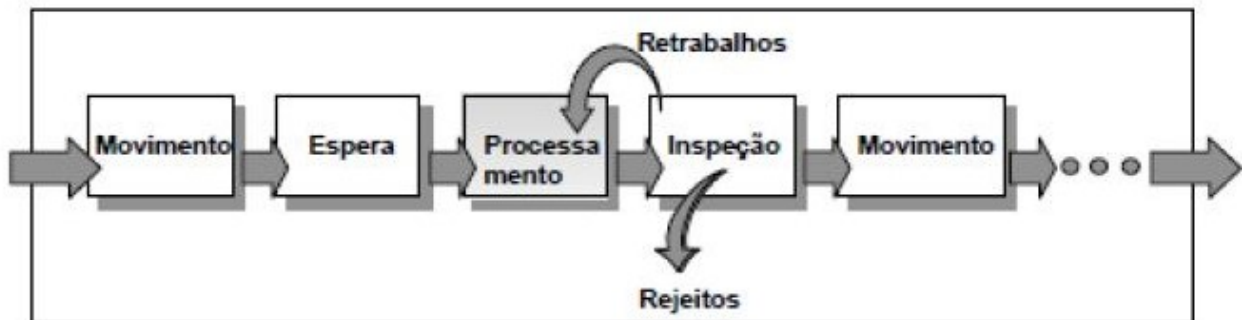 Retrabalhos
Movimento
Espera
Processa
mento
Inspeção
Movimento
Rejeitos